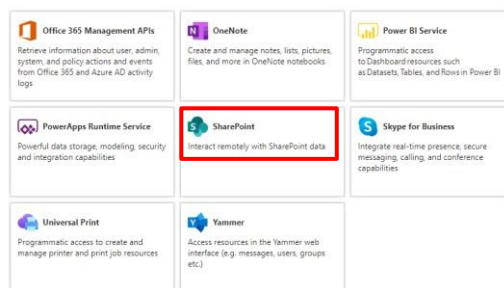 Office 365 Management APIs
Retrieve information about user, admin,
system, and policy actions and events
from Office 365 and Azure AD activity
logs
OneNote
Create and manage notes, lists, pictures,
files, and more in OneNote notebooks
Power BI Service
Programmatic access
to Dashboard resources such
as Datasets, Tables, and Rows in Power BI
PowerApps Runtime Service
Powerful data storage, modeling, security
and integration capabilities
SharePoint
Interact remotely with SharePoint data
Skype for Business
Integrate real-time presence, secure
messaging, calling, and conference
capabilities
Universal Print
Programmatic access to create and
manage printer and print job resources
Yammer
Access resources in the Yammer web
interface (e.g. messages, users, groups
etc.)